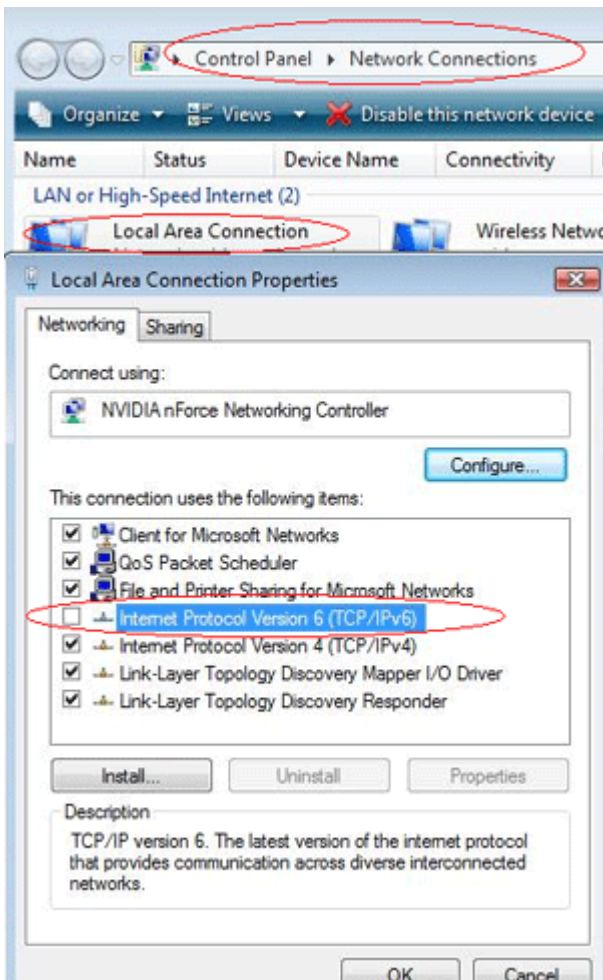 Control Panel ▸ Network Connections
Organize Views Disable this network device
Name Status Device Name Connectivity
LAN or High-Speed Internet (2)
Local Area Connection Wireless Netwo
Local Area Connection Properties
Networking Sharing
Connect using:
NVIDIA nForce Networking Controller
Configure...
This connection uses the following items:
Client for Microsoft Networks
QoS Packet Scheduler
File and Printer Sharing for Microsoft Networks
Internet Protocol Version 6 (TCP/IPv6)
Internet Protocol Version 4 (TCP/IPv4)
Link-Layer Topology Discovery Mapper I/O Driver
Link-Layer Topology Discovery Responder
Install... Uninstall Properties
Description
TCP/IP version 6. The latest version of the internet protocol
that provides communication across diverse interconnected
networks.
OK Cancel